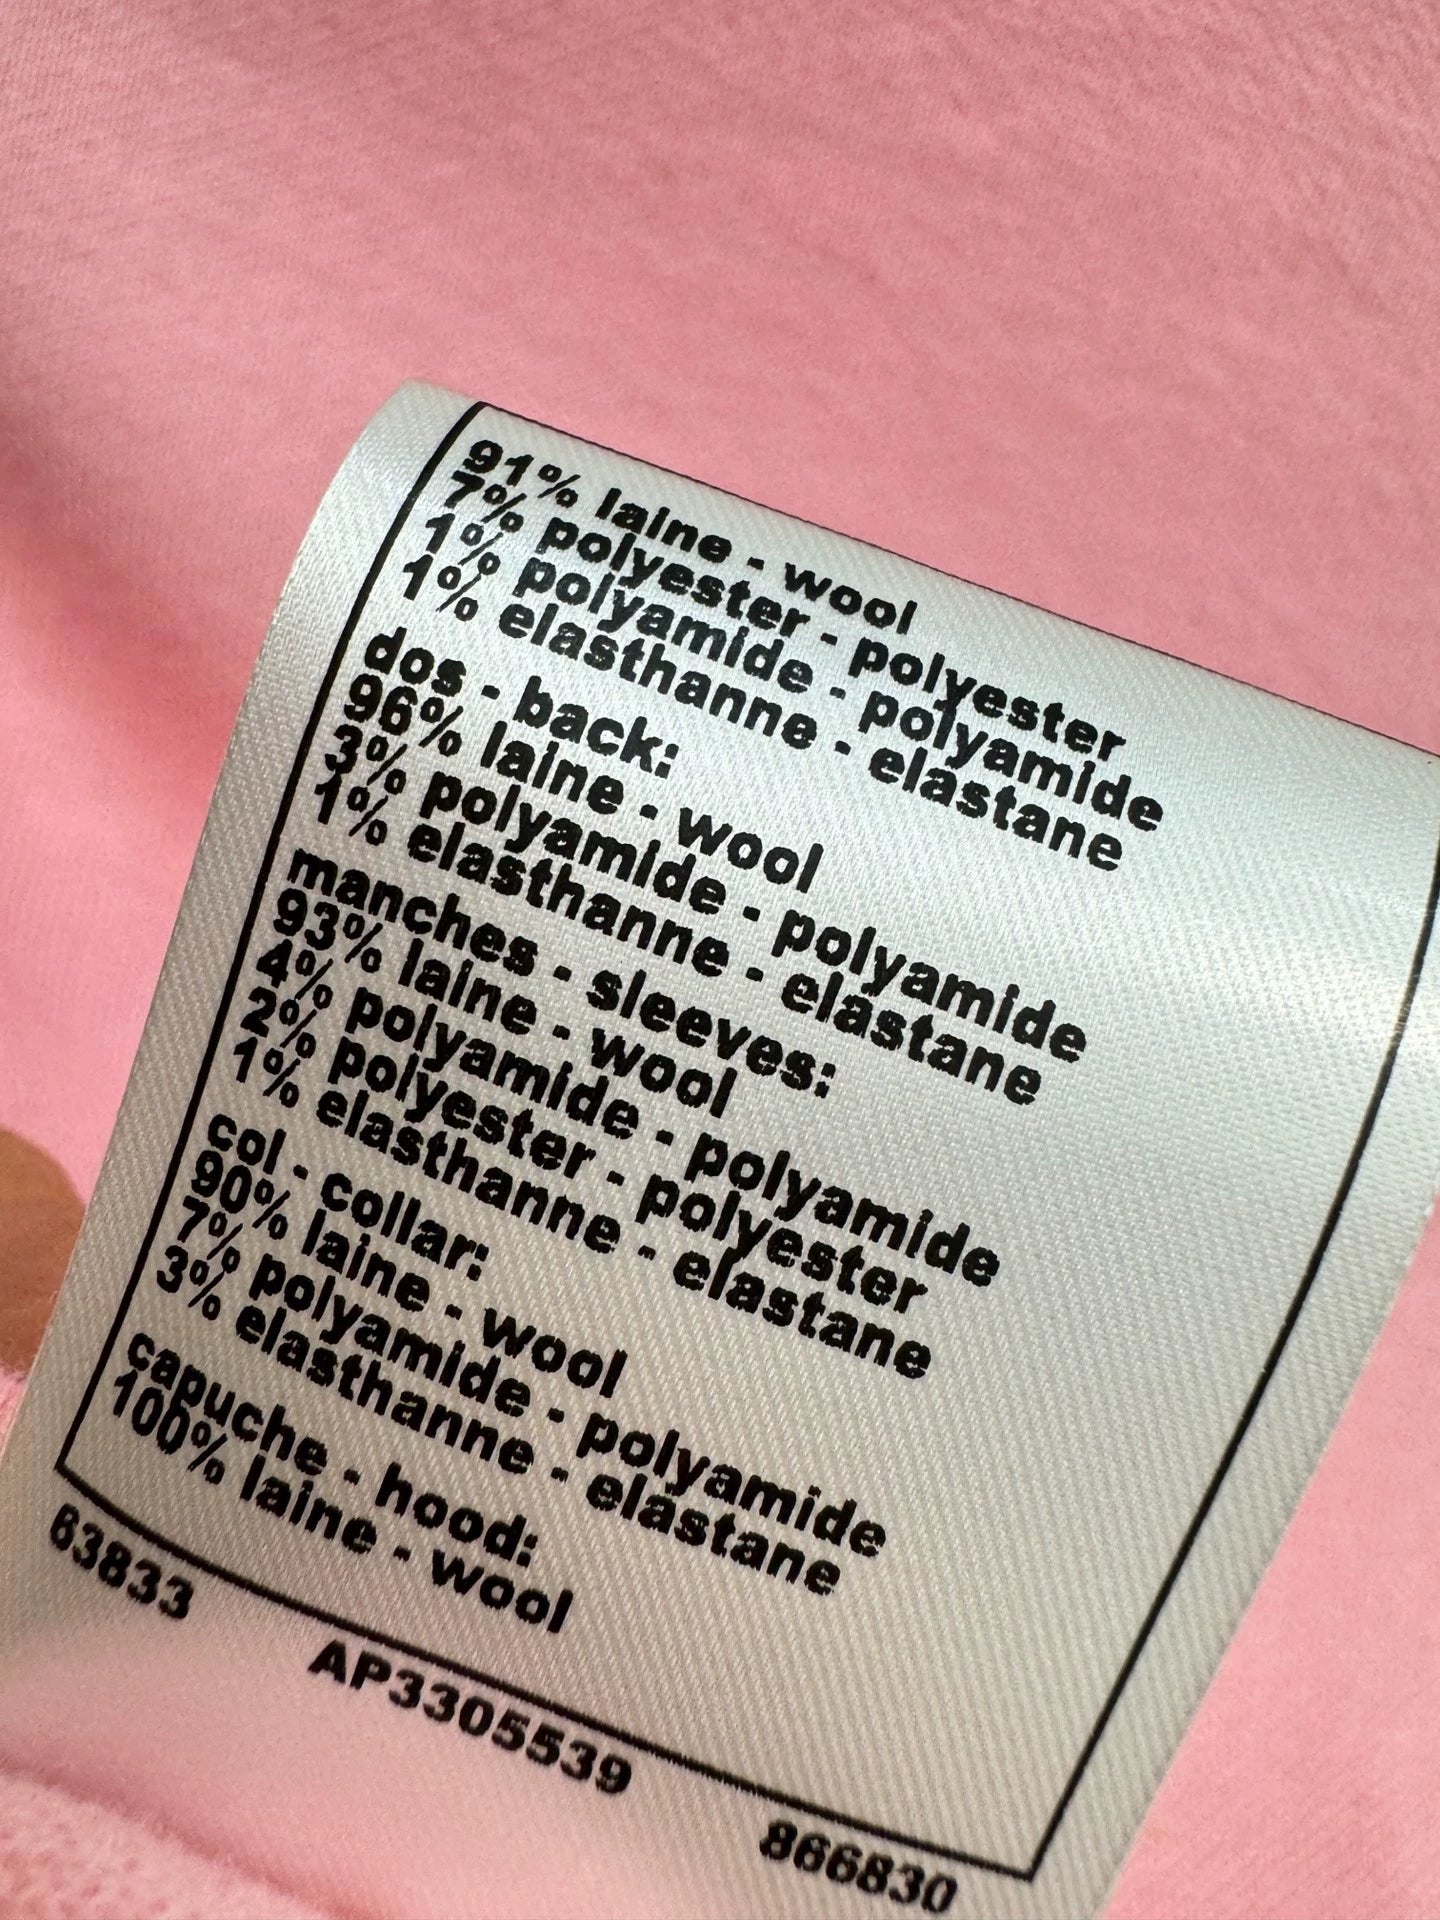 91% laine - wool
7% polyester - polyester
1% polyamide - polyamide
1% elasthanne - elastane
dos - back:
96% laine - wool
3% polyamide - polyamide
1% elasthanne - elastane
manches - sleeves:
93% laine - wool
4% polyamide - polyamide
2% polyester - polyester
1% elasthanne - elastane
col - collar:
90% laine - wool
7% polyamide - polyamide
3% elasthanne - elastane
capuche - hood:
100% laine - wool
63833 AP3305539 866830